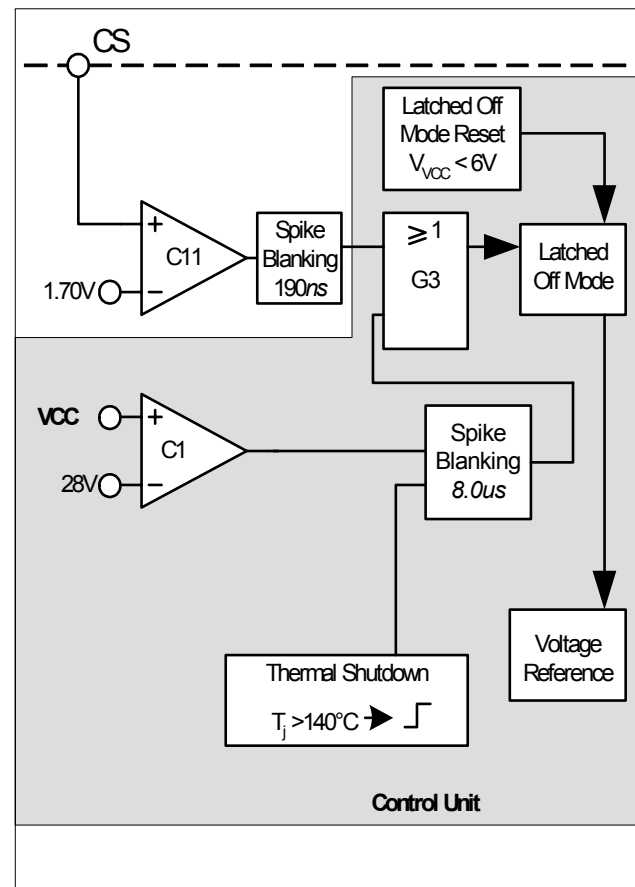 CS
Latched Off
Mode Reset
V_VCC < 6V
+
C11
−
1.70V
Spike
Blanking
190ns
≥1
G3
Latched
Off Mode
VCC
+
C1
−
28V
Spike
Blanking
8.0us
Voltage
Reference
Thermal Shutdown
T_j >140°C
Control Unit